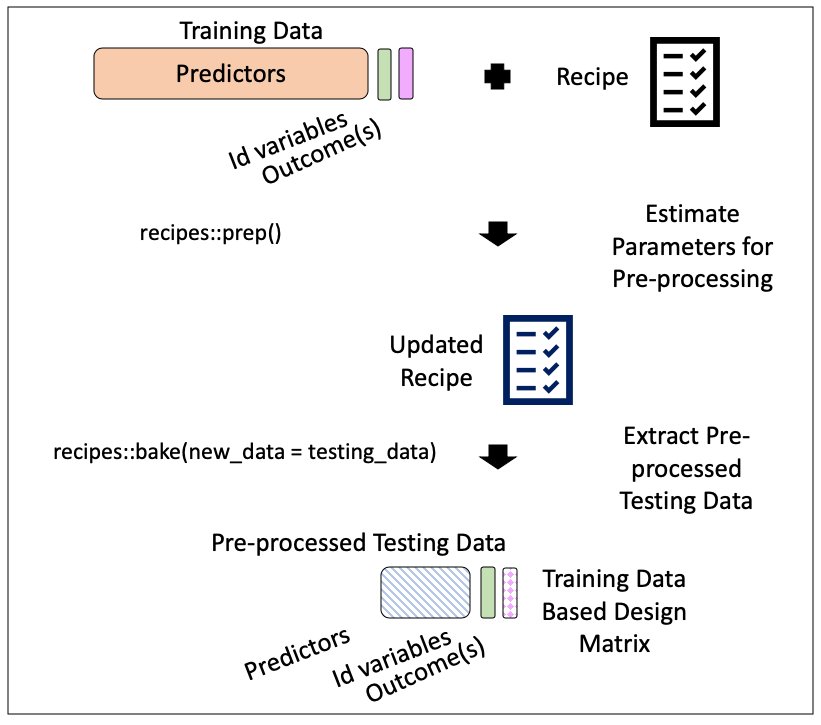 Training Data
Predictors
Recipe
Id variables
Outcome(s)
recipes::prep()
Estimate
Parameters for
Pre-processing
Updated
Recipe
recipes::bake(new_data = testing_data)
Extract Pre-
processed
Testing Data
Pre-processed Testing Data
Training Data
Based Design
Matrix
Predictors
Id variables
Outcome(s)